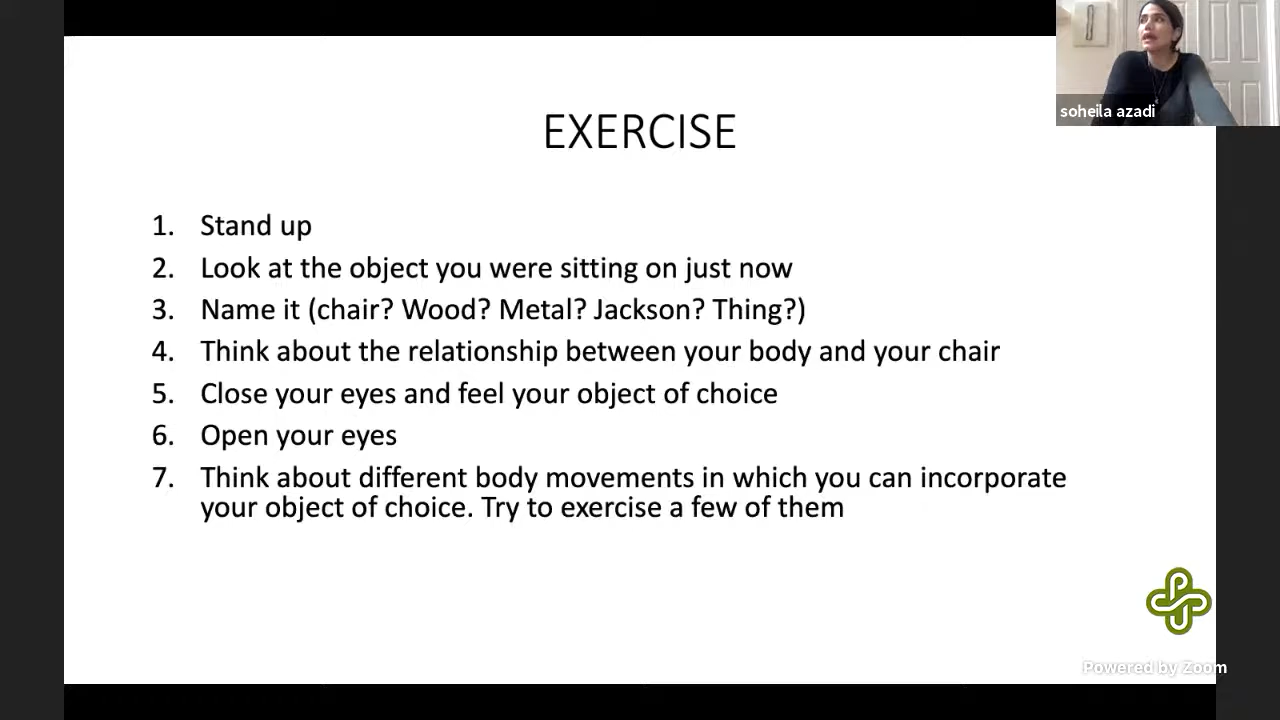 soheila azadi
EXERCISE
1. Stand up
2. Look at the object you were sitting on just now
3. Name it (chair? Wood? Metal? Jackson? Thing?)
4. Think about the relationship between your body and your chair
5. Close your eyes and feel your object of choice
6. Open your eyes
7. Think about different body movements in which you can incorporate
your object of choice. Try to exercise a few of them
PSU
Powered by Zoom